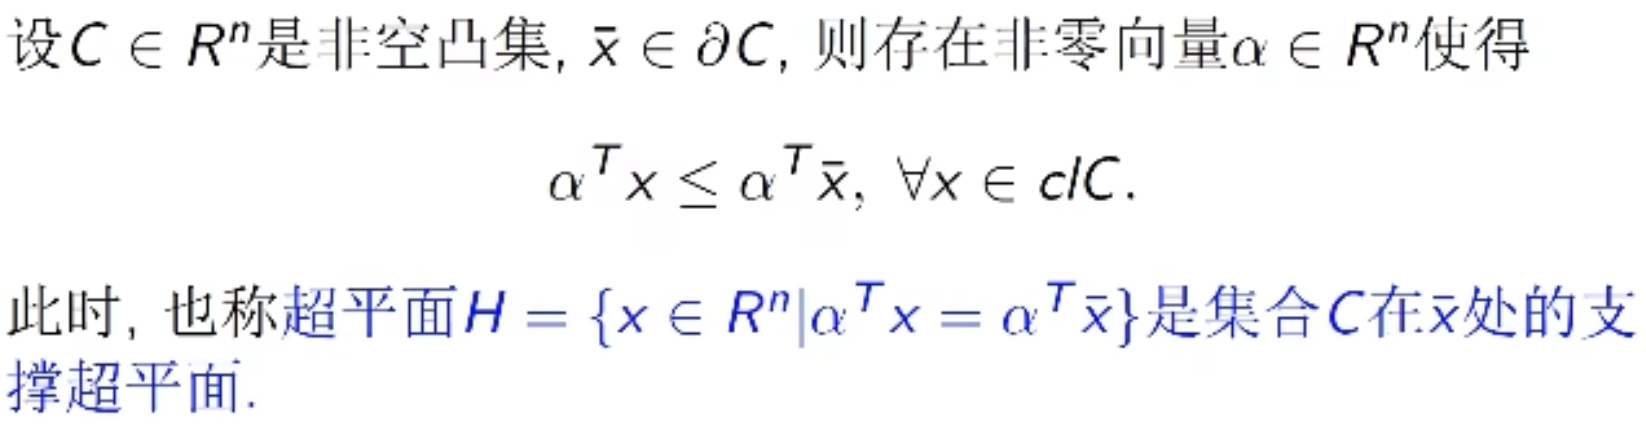 设C ∈ Rⁿ是非空凸集, x̄ ∈ ∂C, 则存在非零向量α ∈ Rⁿ使得
αᵀx ≤ αᵀx̄, ∀x ∈ clC.
此时, 也称超平面H = {x ∈ Rⁿ|αᵀx = αᵀx̄}是集合C在x̄处的支
撑超平面.